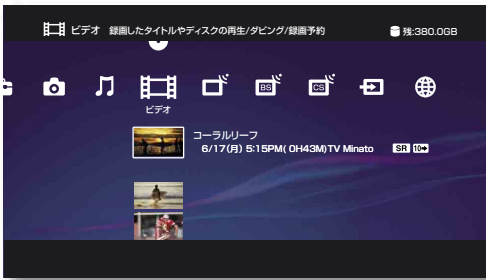 ビデオ 録画したタイトルやディスクの再生/ダビング/録画予約 残:380.0GB
BS CS
ビデオ
コーラルリーフ
6/17(月) 5:15PM( 0H43M)TV Minato SR 10